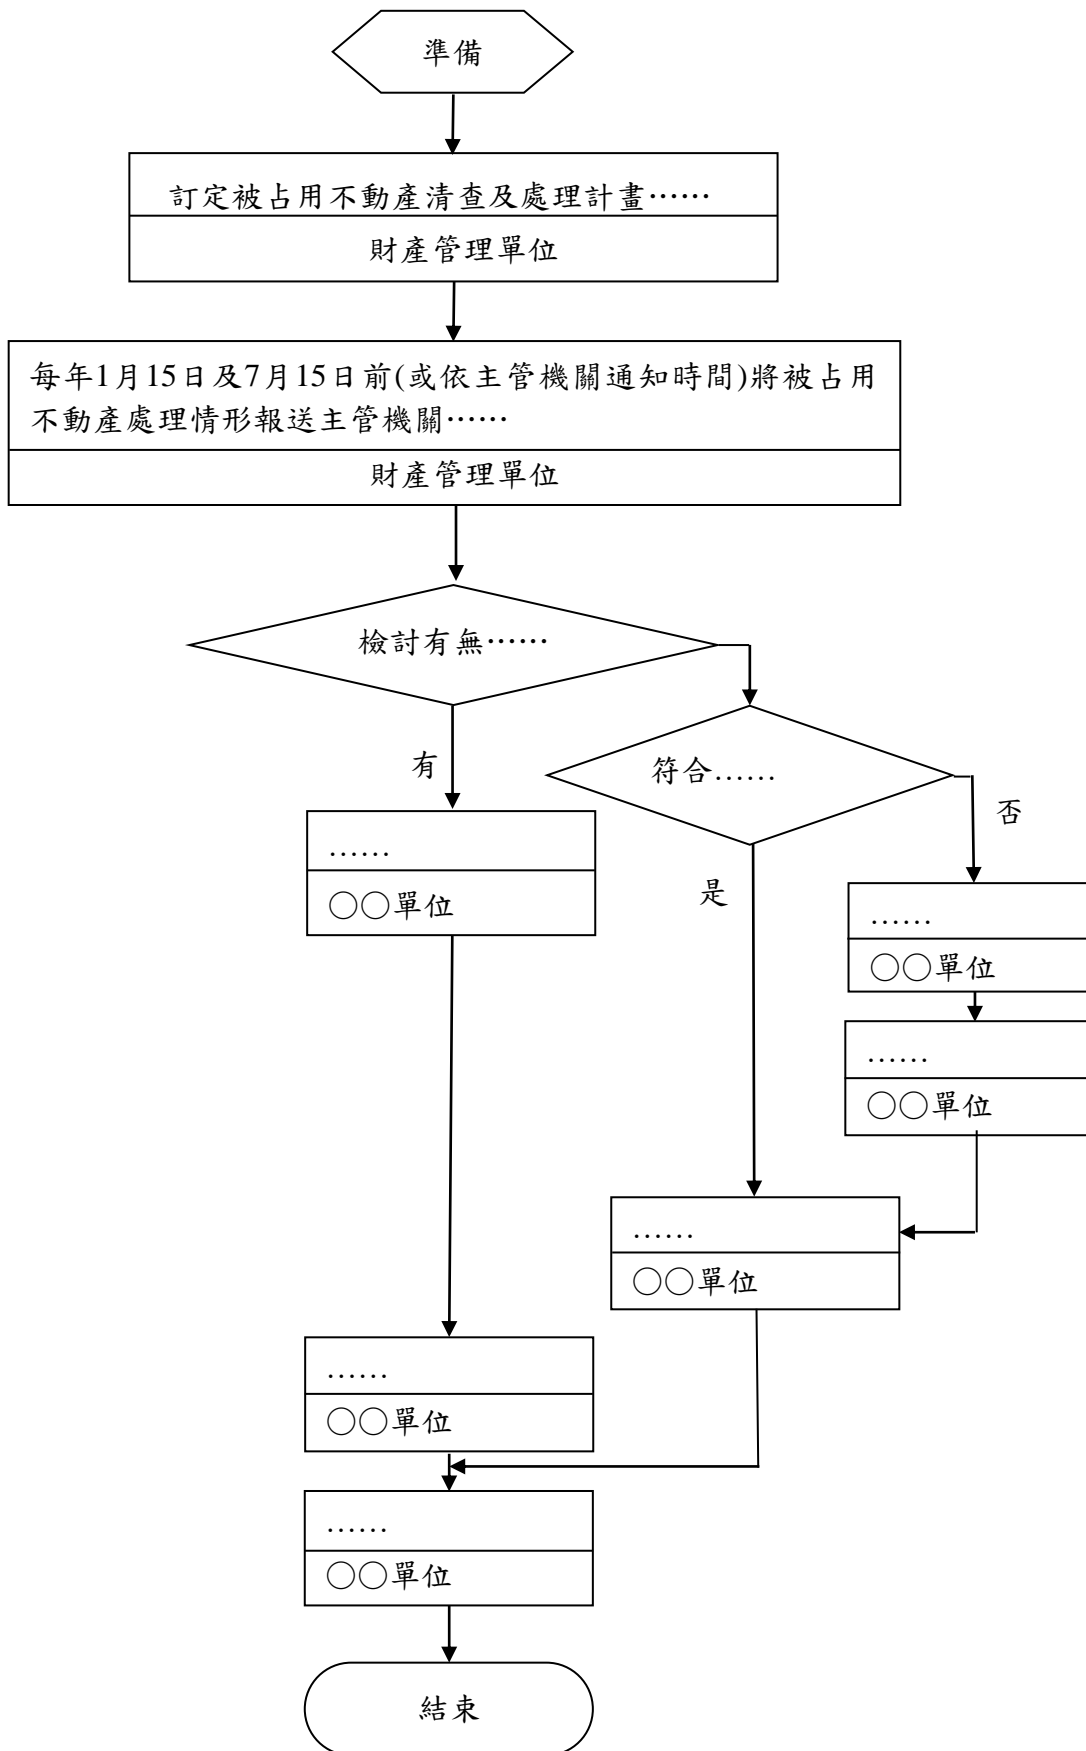 準備
訂定被占用不動產清查及處理計畫……
財產管理單位
每年1月15日及7月15日前(或依主管機關通知時間)將被占用
不動產處理情形報送主管機關……
財產管理單位
檢討有無……
符合……
有
否
……
○○單位
是
……
○○單位
……
○○單位
……
○○單位
……
○○單位
……
○○單位
結束